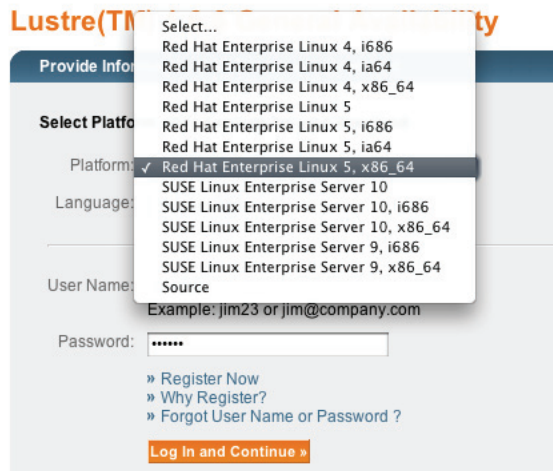 Lustre(TM) General Availability
Provide Infor
Select Platfo
Platform:
Select...
Red Hat Enterprise Linux 4, i686
Red Hat Enterprise Linux 4, ia64
Red Hat Enterprise Linux 4, x86_64
Red Hat Enterprise Linux 5
Red Hat Enterprise Linux 5, i686
Red Hat Enterprise Linux 5, ia64
✓ Red Hat Enterprise Linux 5, x86_64
SUSE Linux Enterprise Server 10
SUSE Linux Enterprise Server 10, i686
SUSE Linux Enterprise Server 10, x86_64
SUSE Linux Enterprise Server 9, i686
SUSE Linux Enterprise Server 9, x86_64
Source
Language:
User Name:
Example: jim23 or jim@company.com
Password: ••••••
» Register Now
» Why Register?
» Forgot User Name or Password ?
Log In and Continue »